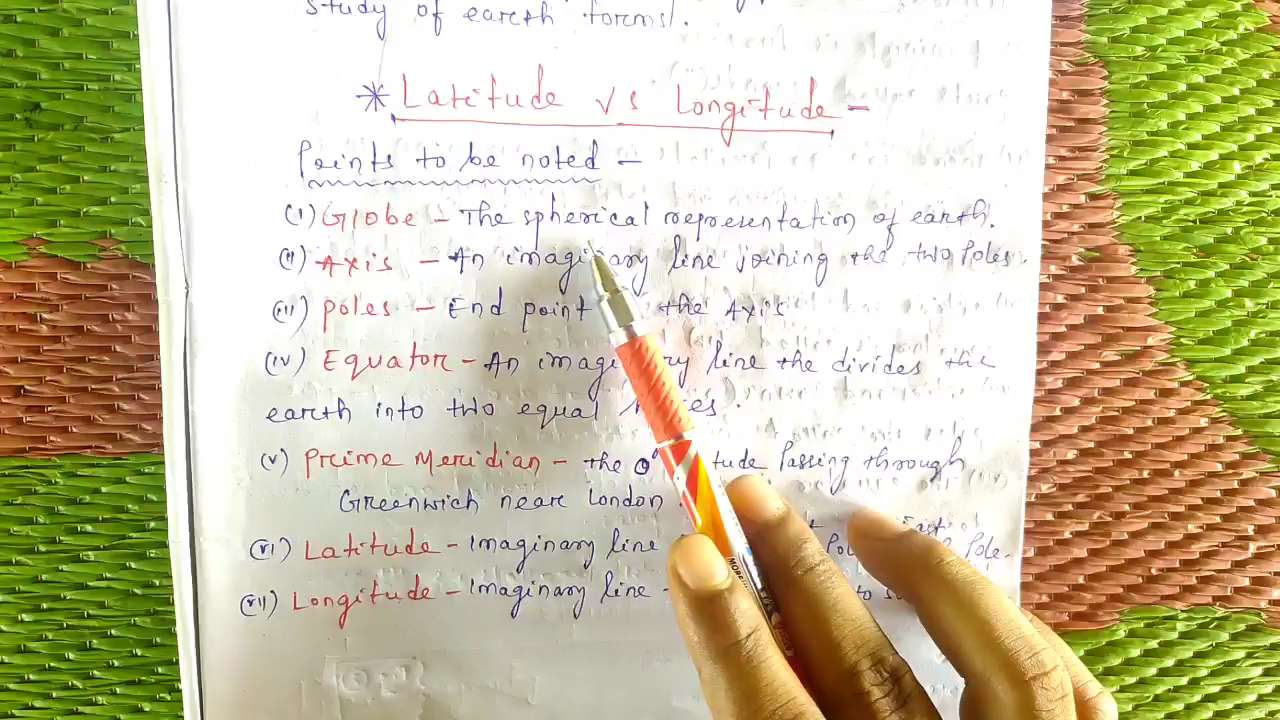 study of earth forms.
* Latitude vs Longitude -
Points to be noted -
(i) Globe - The spherical representation of earth.
(ii) Axis - An imaginary line joining the two Poles.
(iii) poles - End point the Axis
(iv) Equator - An imaginary line the divides the
earth into two equal
(v) Prime Meridian - the 0° Passing through
Greenwich near London.
(vi) Latitude - Imaginary line Pole.
(vii) Longitude - Imaginary line - to